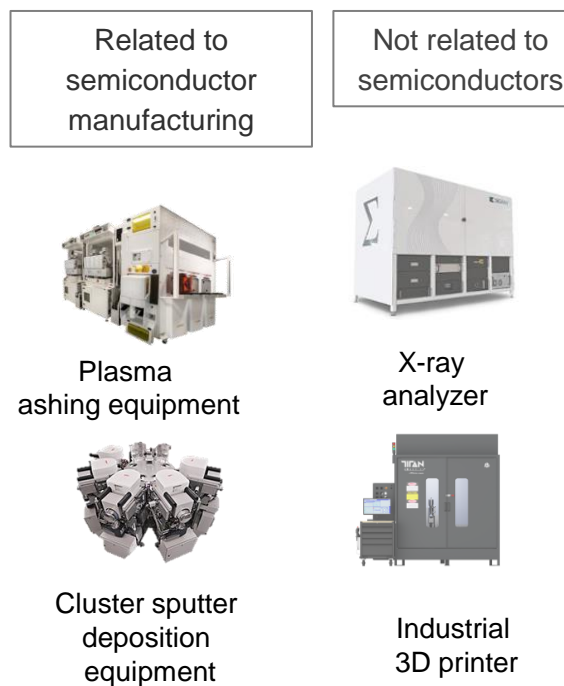 Related to
semiconductor
manufacturing
Not related to
semiconductors
Plasma
ashing equipment
X-ray
analyzer
TITAN
Cluster sputter
deposition
equipment
Industrial
3D printer